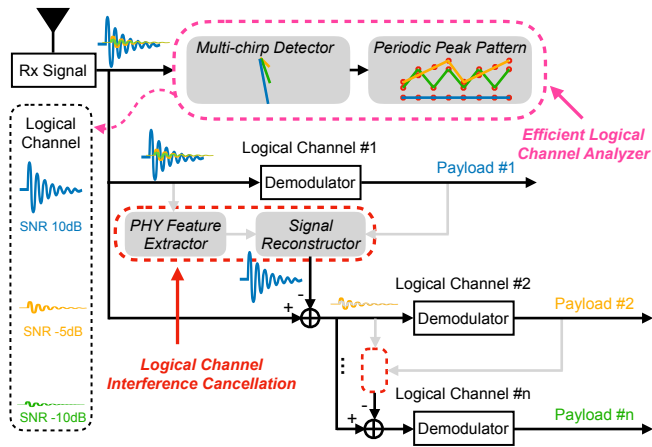 Rx Signal
Multi-chirp Detector
Periodic Peak Pattern
Efficient Logical
Channel Analyzer
Logical
Channel
SNR 10dB
SNR -5dB
SNR -10dB
Logical Channel #1
Demodulator
Payload #1
PHY Feature
Extractor
Signal
Reconstructor
-
+
Logical Channel
Interference Cancellation
Logical Channel #2
Demodulator
Payload #2
...
Logical Channel #n
-
+
Demodulator
Payload #n